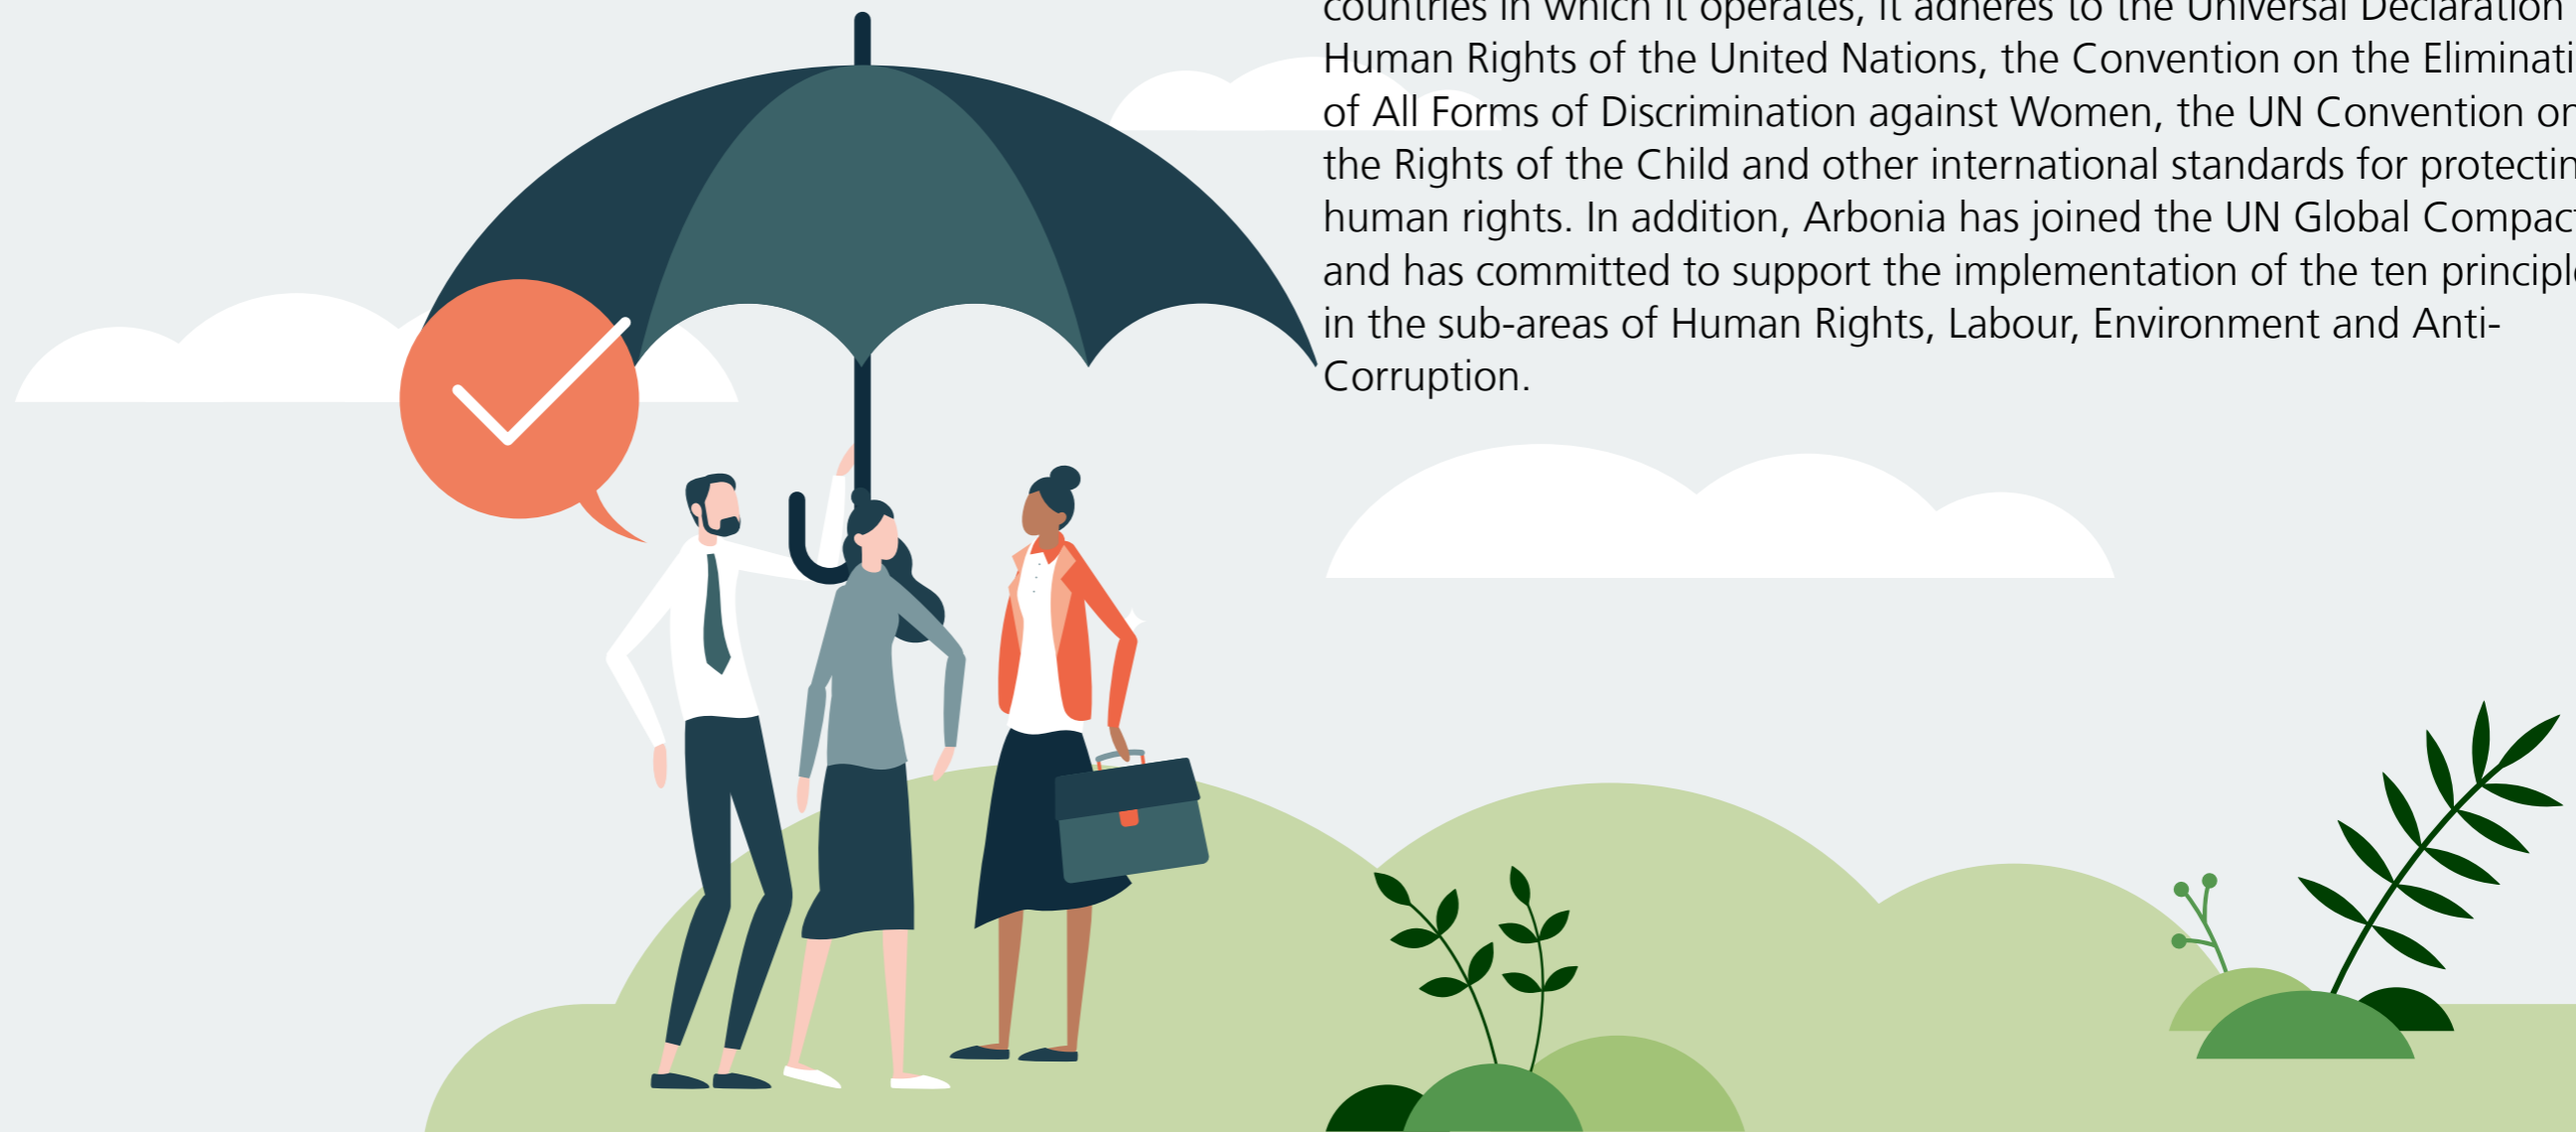 countries in which it operates, it adheres to the Universal Declaration
Human Rights of the United Nations, the Convention on the Eliminati
of All Forms of Discrimination against Women, the UN Convention on
the Rights of the Child and other international standards for protectin
human rights. In addition, Arbonia has joined the UN Global Compact
and has committed to support the implementation of the ten principle
in the sub-areas of Human Rights, Labour, Environment and Anti-
Corruption.